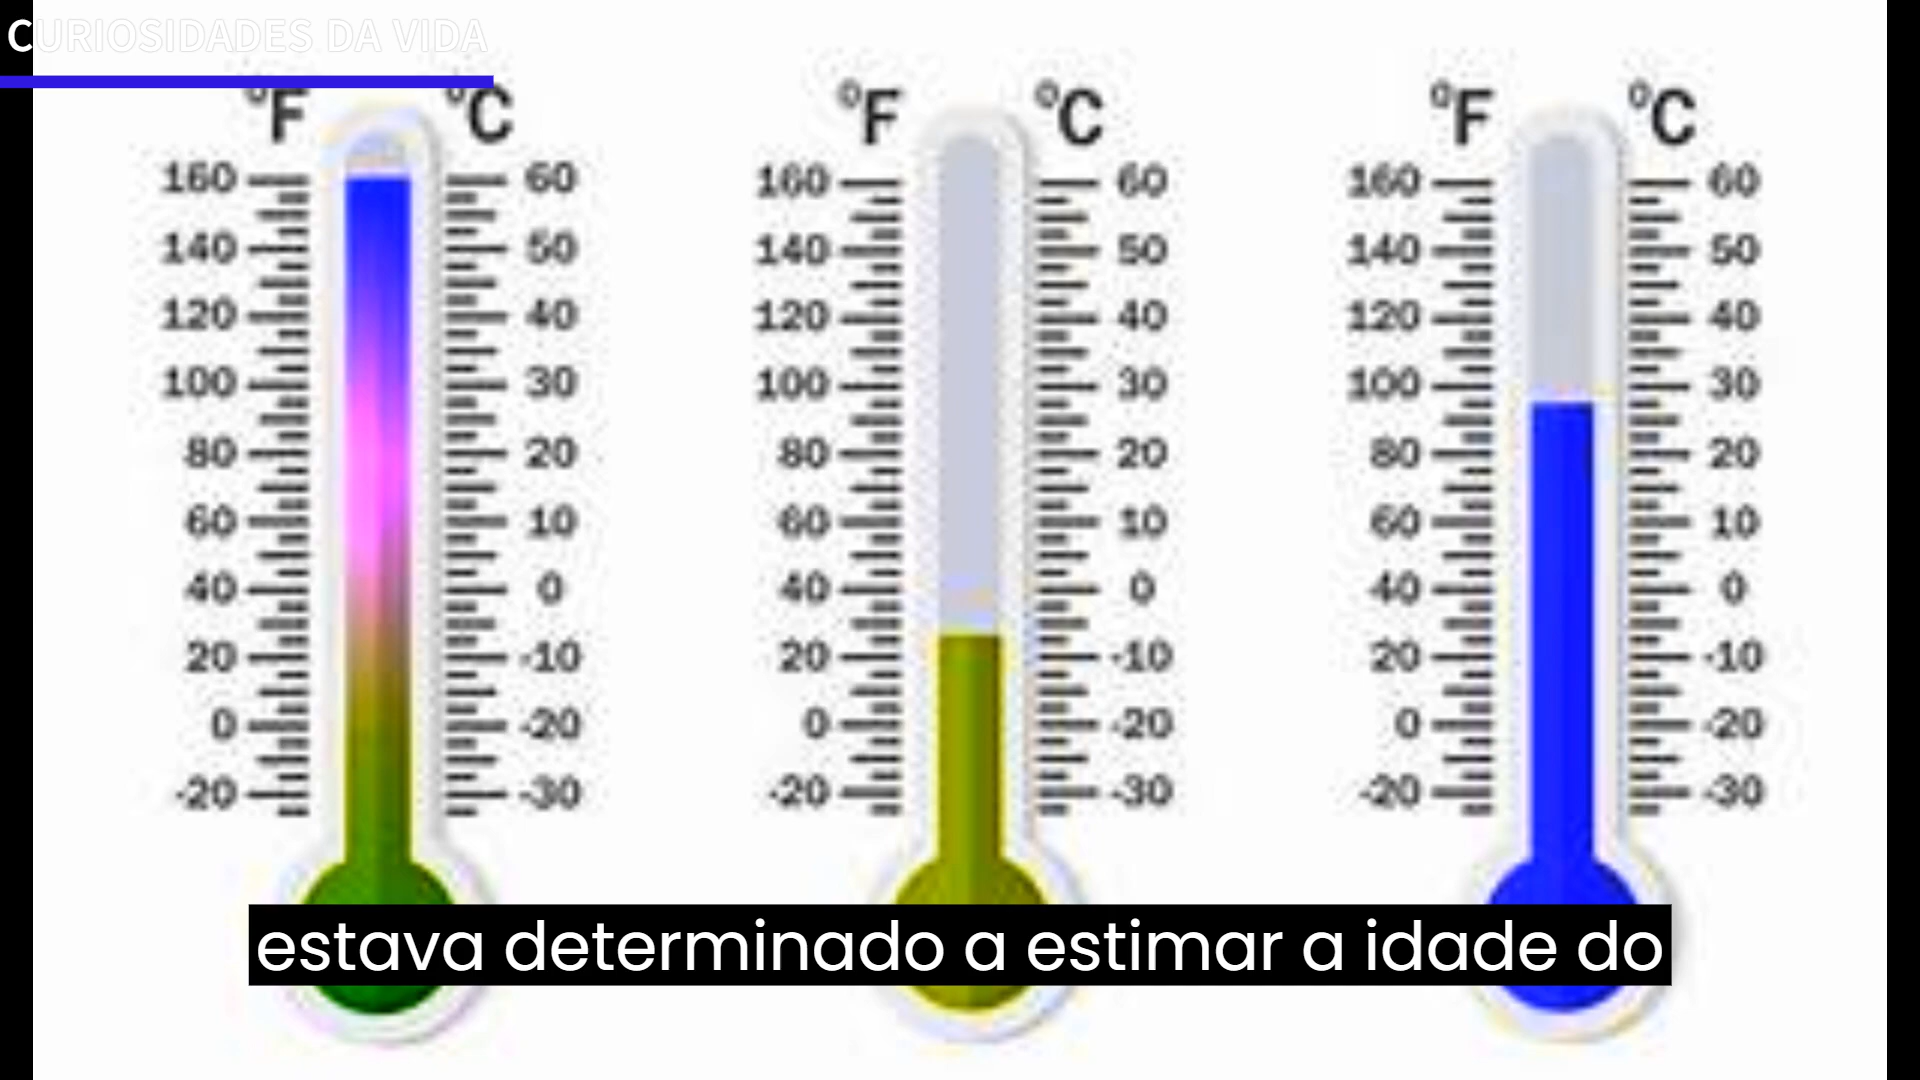 CURIOSIDADES DA VIDA
°F °C °F °C °F °C
160 60 160 60 160 60
140 50 140 50 140 50
120 40 120 40 120 40
100 30 100 30 100 30
80 20 80 20 80 20
60 10 60 10 60 10
40 0 40 0 40 0
20 -10 20 -10 20 -10
0 -20 0 -20 0 -20
-20 -30 -20 -30 -20 -30
estava determinado a estimar a idade do